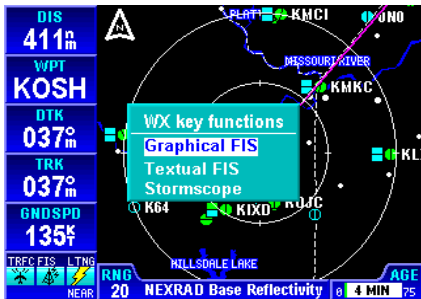 DIS
411nm
WPT
KOSH
DTK
037°m
TRK
037°m
GNDSPD
135kt
TRFC FIS LTNG
NEAR
N
PLATT
KMCI
UNO
MISSOURI RIVER
KMKC
WX key functions
Graphical FIS
Textual FIS
Stormscope
KL
K64
KIXD
KOJC
HILLSDALE LAKE
RNG
20
NEXRAD Base Reflectivity
AGE
0 4 MIN 75